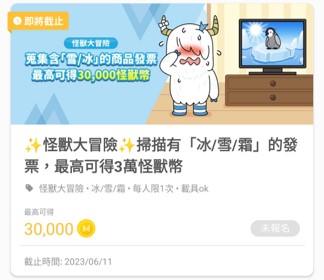 即將截止
怪獸大冒險
蒐集含「雪/冰」的商品發票
最高可得30,000怪獸幣
✨怪獸大冒險✨掃描有「冰/雪/霜」的發
票，最高可得3萬怪獸幣
怪獸大冒險・冰/雪/霜・每人限1次・載具ok
最高可得
30,000 M
未報名
截止時間: 2023/06/11